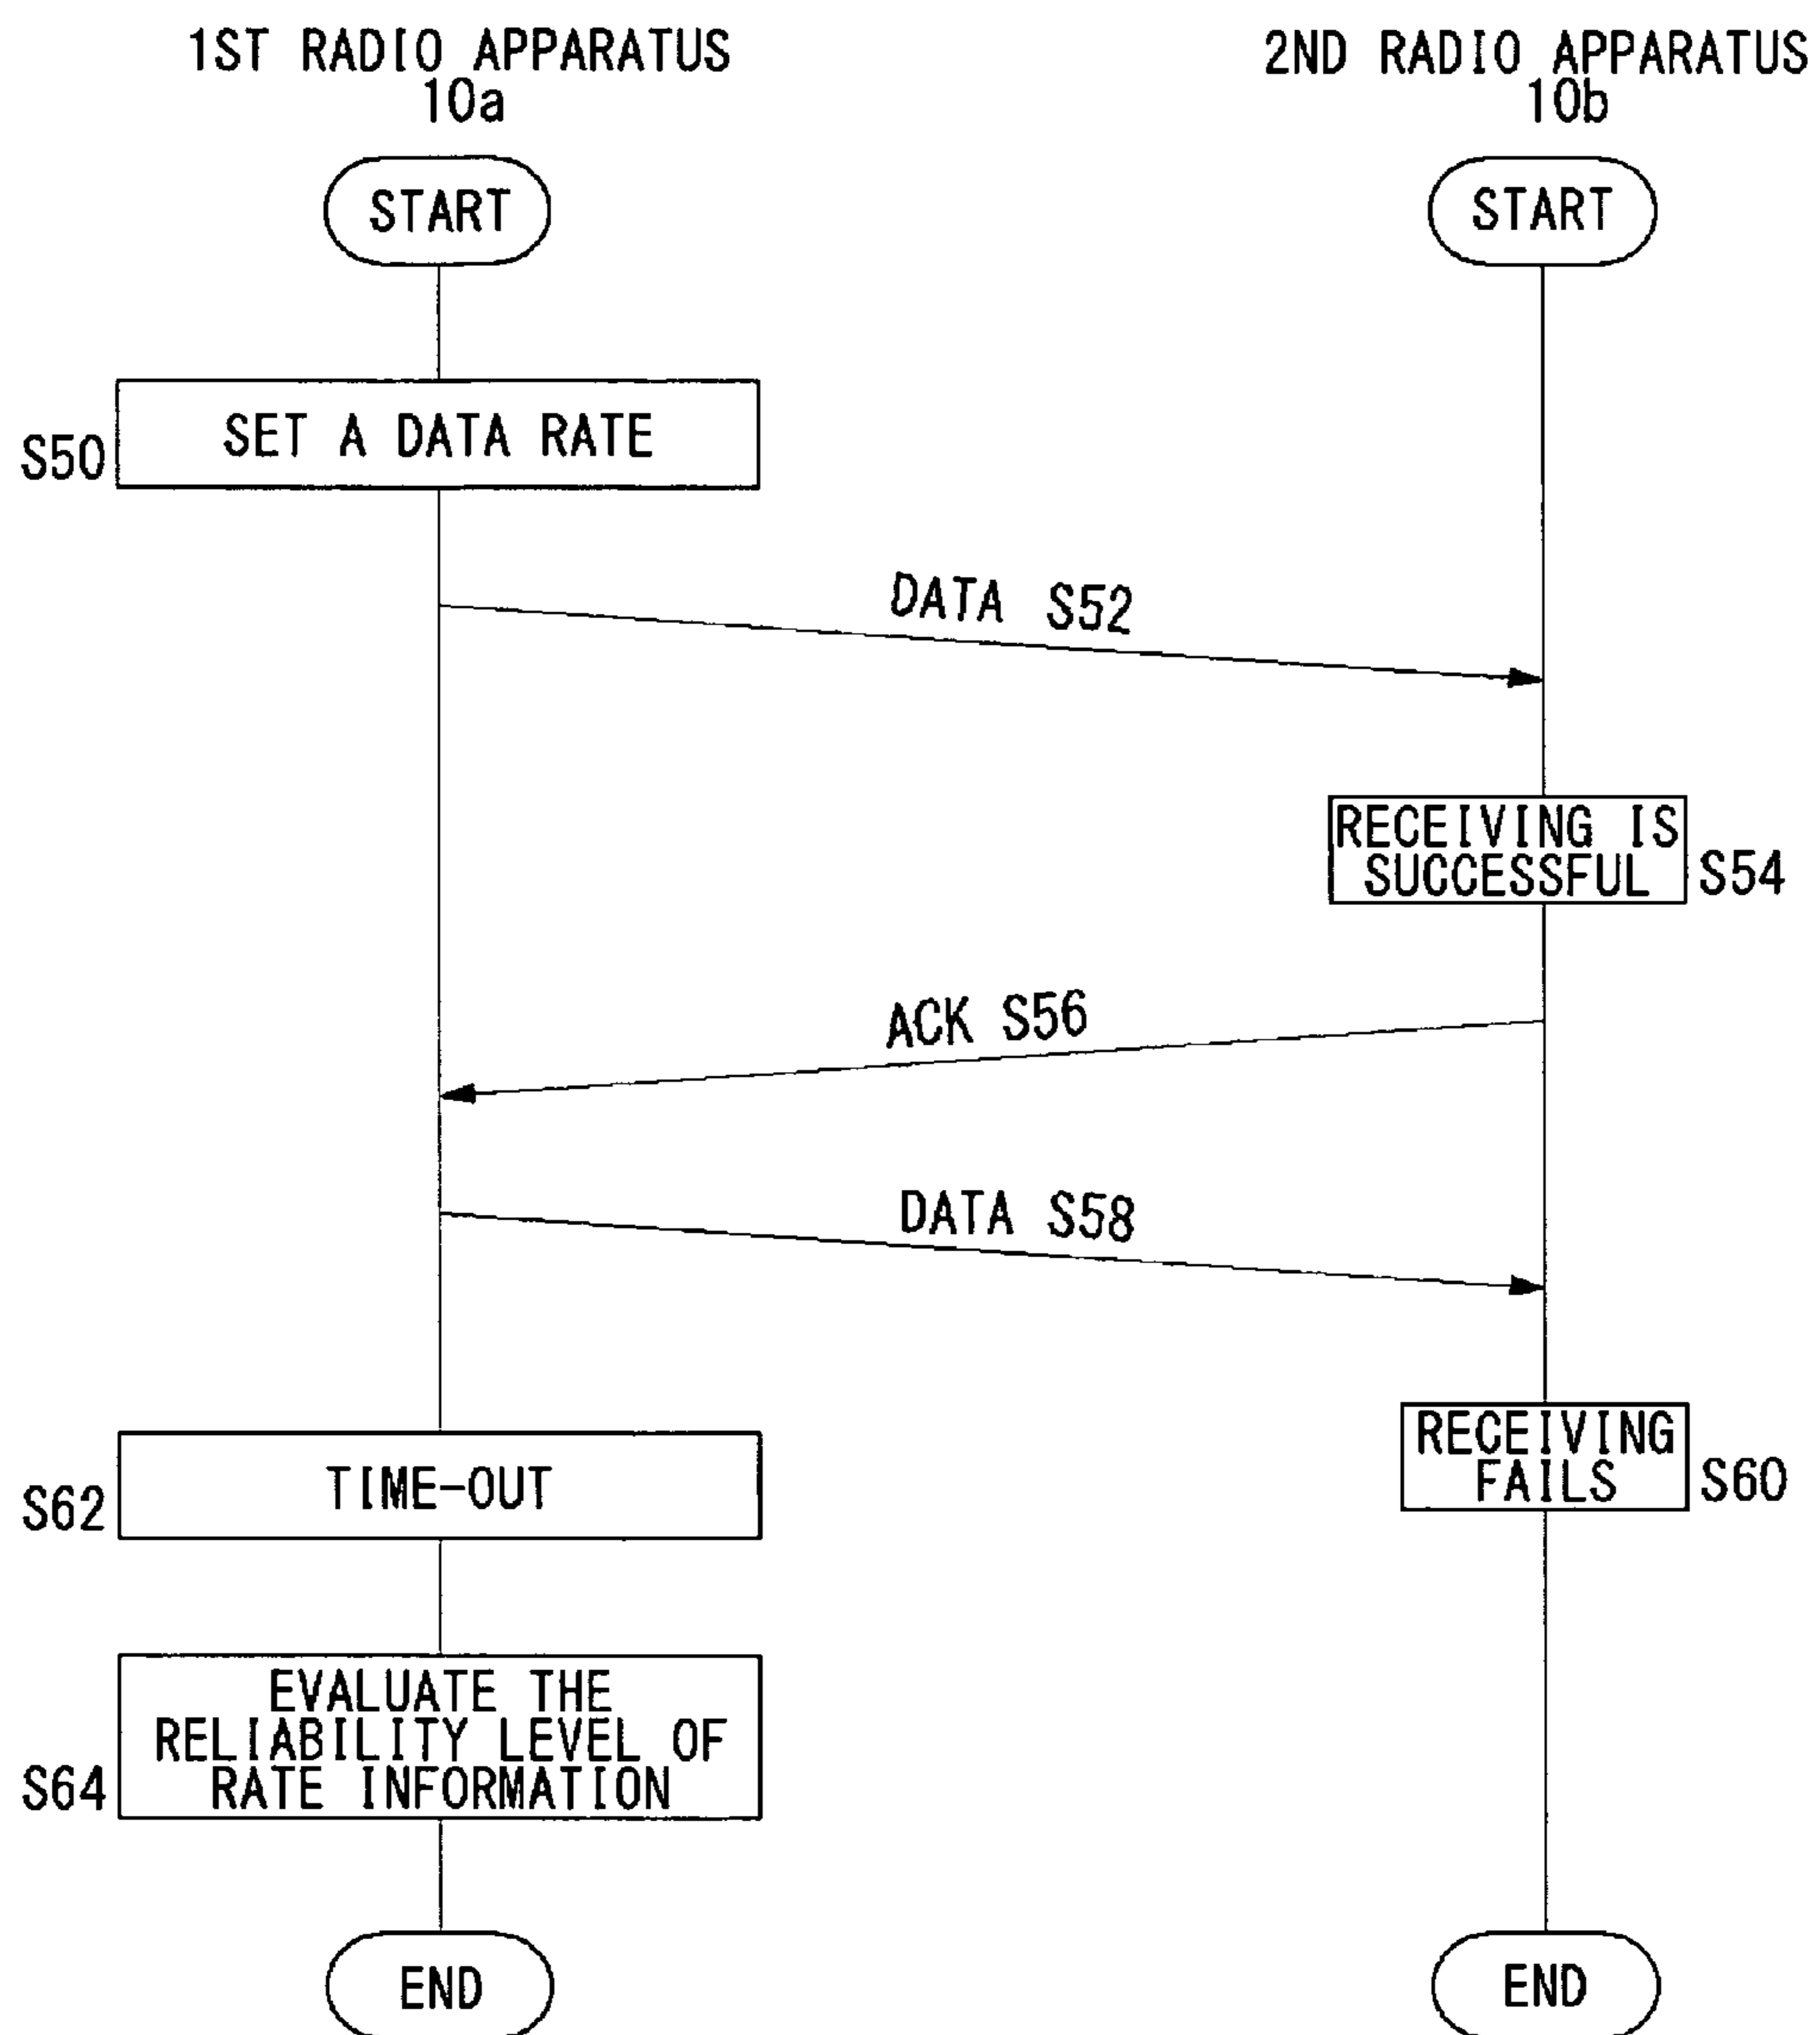 1ST RADIO APPARATUS
10a
2ND RADIO APPARATUS
10b
START
START
S50
SET A DATA RATE
DATA S52
RECEIVING IS
SUCCESSFUL
S54
ACK S56
DATA S58
RECEIVING
FAILS
S60
S62
TIME-OUT
S64
EVALUATE THE
RELIABILITY LEVEL OF
RATE INFORMATION
END
END